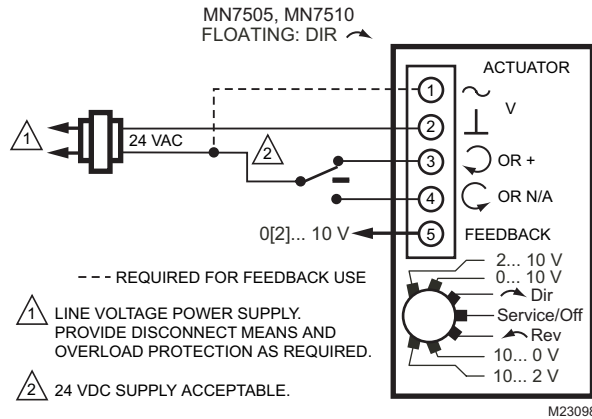 MN7505, MN7510
FLOATING: DIR
ACTUATOR
1
V
2
1
24 VAC
2
3
OR +
4
OR N/A
0[2]... 10 V
5
FEEDBACK
2... 10 V
0... 10 V
Dir
Service/Off
Rev
10... 0 V
10... 2 V
--- REQUIRED FOR FEEDBACK USE
1 LINE VOLTAGE POWER SUPPLY.
PROVIDE DISCONNECT MEANS AND
OVERLOAD PROTECTION AS REQUIRED.
2 24 VDC SUPPLY ACCEPTABLE.
M23098